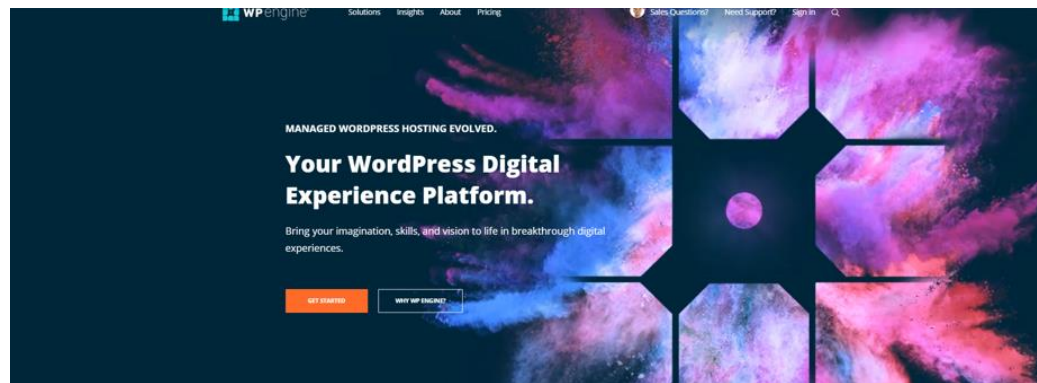 WPengine
Solutions Insights About Pricing
Sales Questions? Need Support? Sign In
MANAGED WORDPRESS HOSTING EVOLVED.
Your WordPress Digital
Experience Platform.
Bring your imagination, skills, and vision to life in breakthrough digital
experiences.
GET STARTED
WHY WP ENGINE?